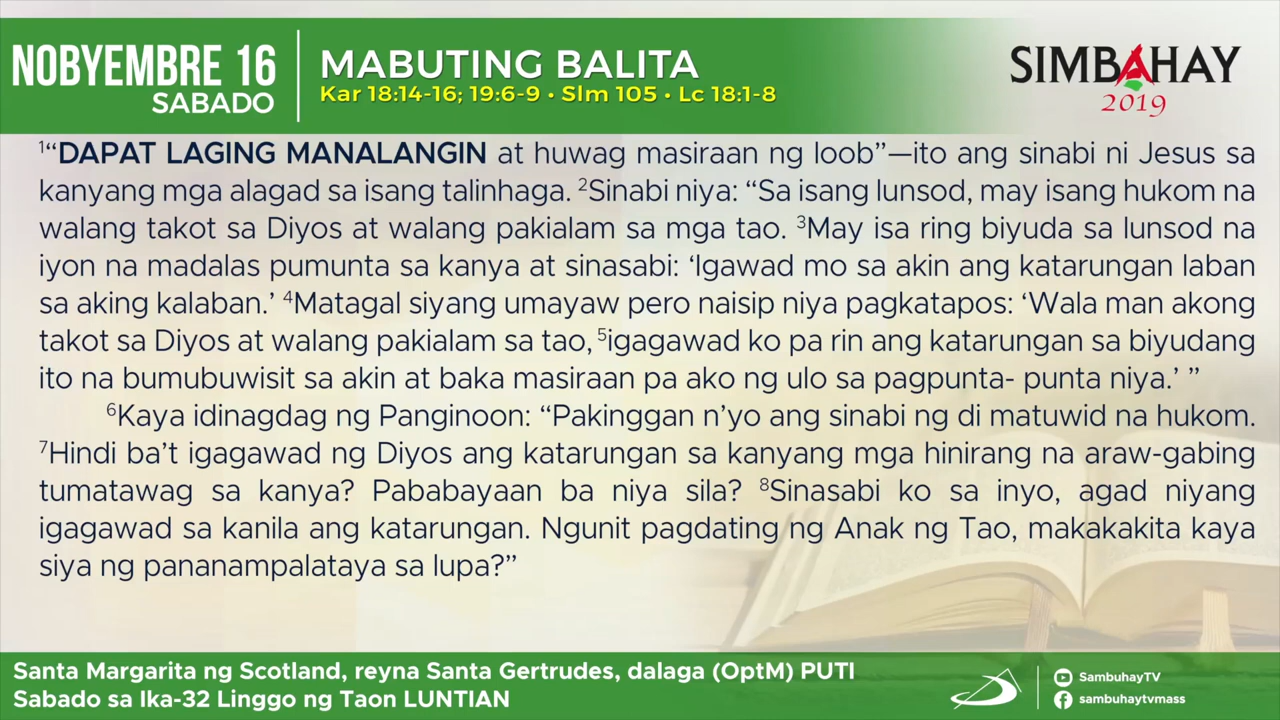 NOBYEMBRE 16
SABADO
MABUTING BALITA
Kar 18:14-16; 19:6-9 • Slm 105 • Lc 18:1-8
SIMBAHAY
2019
¹“DAPAT LAGING MANALANGIN at huwag masiraan ng loob”—ito ang sinabi ni Jesus sa
kanyang mga alagad sa isang talinhaga. ²Sinabi niya: “Sa isang lunsod, may isang hukom na
walang takot sa Diyos at walang pakialam sa mga tao. ³May isa ring biyuda sa lunsod na
iyon na madalas pumunta sa kanya at sinasabi: ‘Igawad mo sa akin ang katarungan laban
sa aking kalaban.’ ⁴Matagal siyang umayaw pero naisip niya pagkatapos: ‘Wala man akong
takot sa Diyos at walang pakialam sa tao, ⁵igagawad ko pa rin ang katarungan sa biyudang
ito na bumubuwisit sa akin at baka masiraan pa ako ng ulo sa pagpunta- punta niya.’ ”
⁶Kaya idinagdag ng Panginoon: “Pakinggan n’yo ang sinabi ng di matuwid na hukom.
⁷Hindi ba’t igagawad ng Diyos ang katarungan sa kanyang mga hinirang na araw-gabing
tumatawag sa kanya? Pababayaan ba niya sila? ⁸Sinasabi ko sa inyo, agad niyang
igagawad sa kanila ang katarungan. Ngunit pagdating ng Anak ng Tao, makakakita kaya
siya ng pananampalataya sa lupa?”
Santa Margarita ng Scotland, reyna Santa Gertrudes, dalaga (OptM) PUTI
Sabado sa Ika-32 Linggo ng Taon LUNTIAN
SambuhayTV
sambuhaytvmass